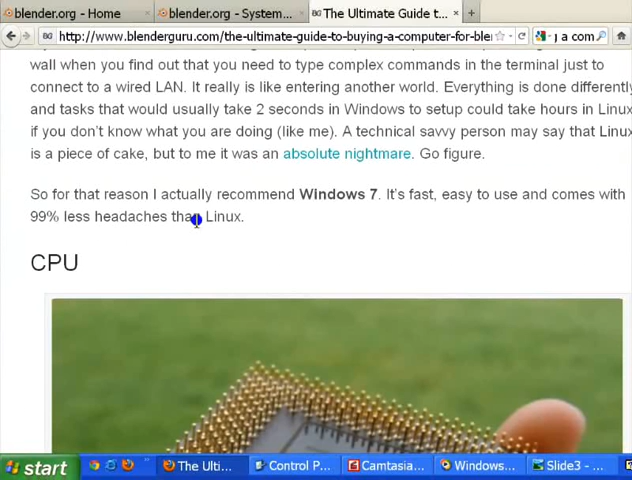 blender.org - Home
blender.org - System...
The Ultimate Guide t...
http://www.blenderguru.com/the-ultimate-guide-to-buying-a-computer-for-ble
wall when you find out that you need to type complex commands in the terminal just to
connect to a wired LAN. It really is like entering another world. Everything is done differently
and tasks that would usually take 2 seconds in Windows to setup could take hours in Linux
if you don't know what you are doing (like me). A technical savvy person may say that Linux
is a piece of cake, but to me it was an absolute nightmare. Go figure.
So for that reason I actually recommend Windows 7. It's fast, easy to use and comes with
99% less headaches than Linux.
CPU
start
The Ulti...
Control P...
Camtasia...
Windows...
Slide3 - ...